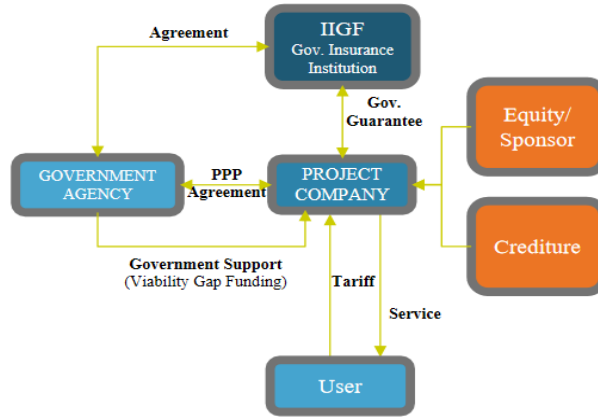 IIGF
Gov. Insurance
Institution
Agreement
Gov.
Guarantee
Equity/
Sponsor
GOVERNMENT
AGENCY
PPP
Agreement
PROJECT
COMPANY
Crediture
Government Support
(Viability Gap Funding)
Tariff
Service
User